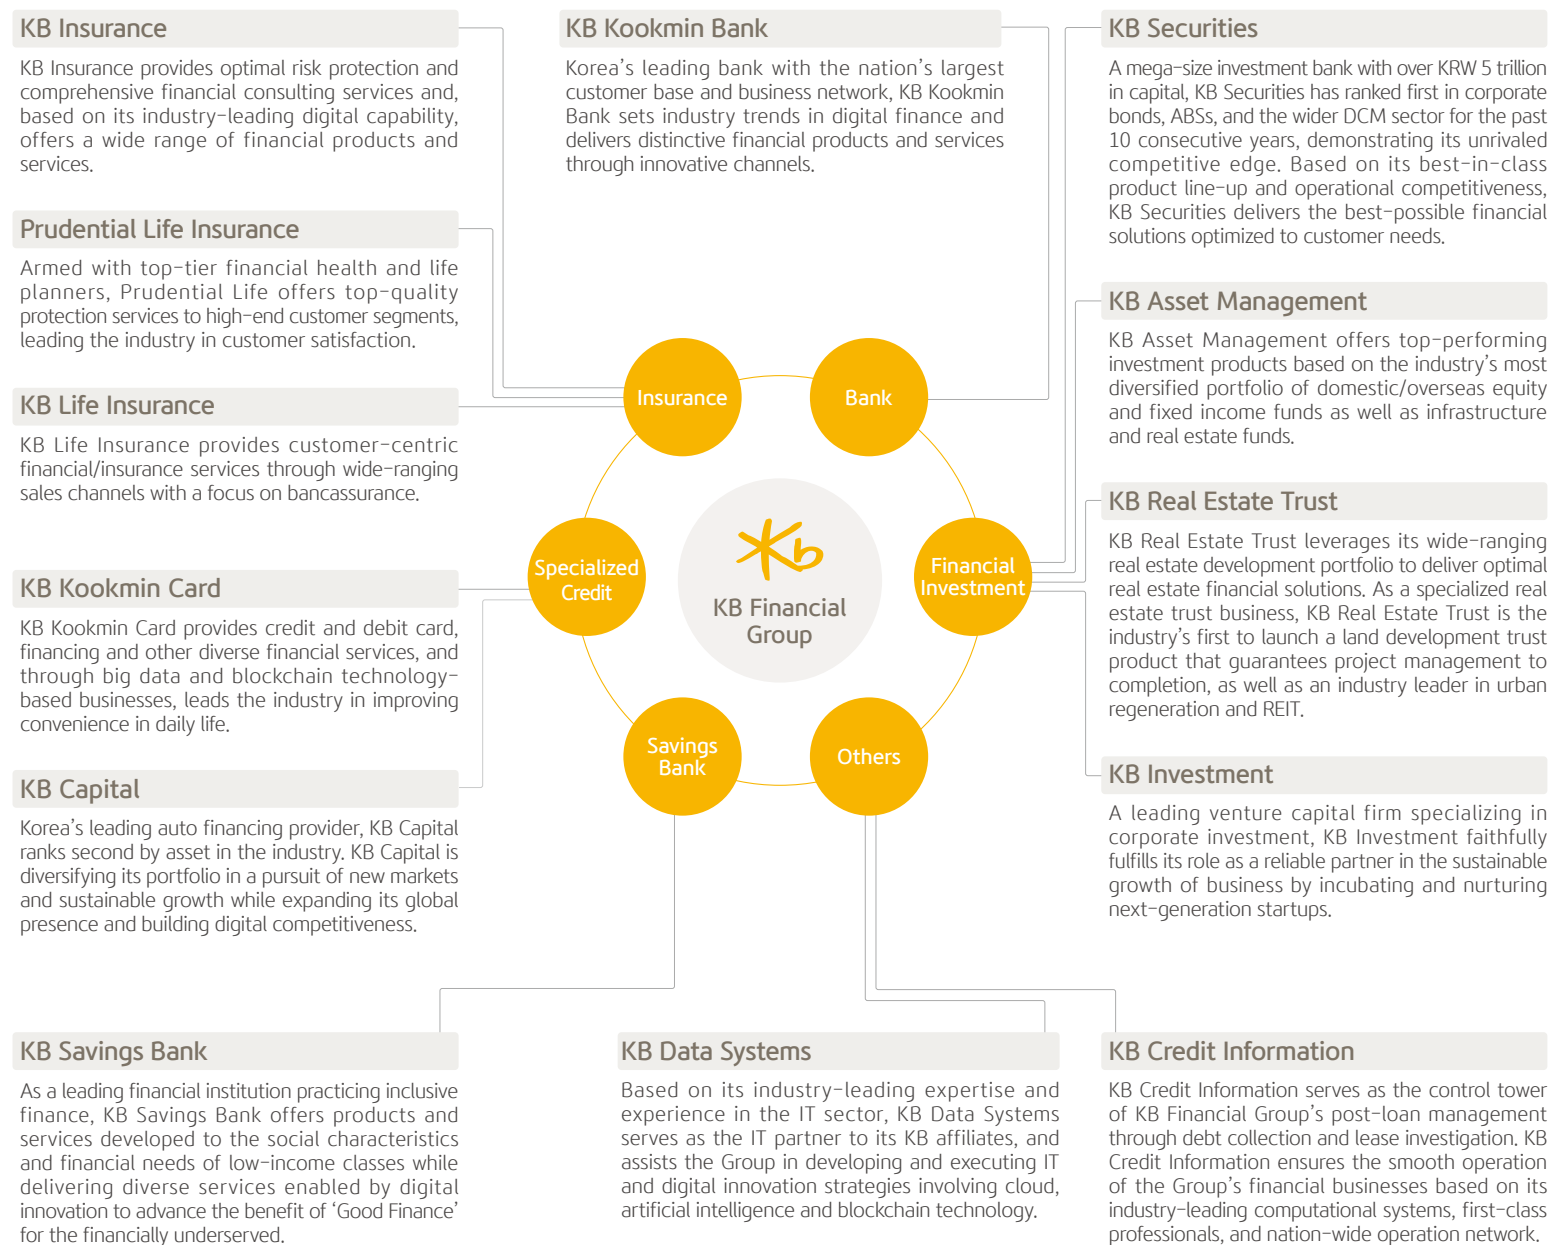 KB Insurance
KB Insurance provides optimal risk protection and
comprehensive financial consulting services and,
based on its industry-leading digital capability,
offers a wide range of financial products and
services.
Prudential Life Insurance
Armed with top-tier financial health and life
planners, Prudential Life offers top-quality
protection services to high-end customer segments,
leading the industry in customer satisfaction.
KB Life Insurance
KB Life Insurance provides customer-centric
financial/insurance services through wide-ranging
sales channels with a focus on bancassurance.
KB Kookmin Card
KB Kookmin Card provides credit and debit card,
financing and other diverse financial services, and
through big data and blockchain technology-
based businesses, leads the industry in improving
convenience in daily life.
KB Capital
Korea's leading auto financing provider, KB Capital
ranks second by asset in the industry. KB Capital is
diversifying its portfolio in a pursuit of new markets
and sustainable growth while expanding its global
presence and building digital competitiveness.
KB Kookmin Bank
Korea's leading bank with the nation's largest
customer base and business network, KB Kookmin
Bank sets industry trends in digital finance and
delivers distinctive financial products and services
through innovative channels.
Insurance
Bank
Specialized
Credit
Kb
KB Financial
Group
Financial
Investment
Savings
Bank
Others
KB Securities
A mega-size investment bank with over KRW 5 trillion
in capital, KB Securities has ranked first in corporate
bonds, ABSs, and the wider DCM sector for the past
10 consecutive years, demonstrating its unrivaled
competitive edge. Based on its best-in-class
product line-up and operational competitiveness,
KB Securities delivers the best-possible financial
solutions optimized to customer needs.
KB Asset Management
KB Asset Management offers top-performing
investment products based on the industry's most
diversified portfolio of domestic/overseas equity
and fixed income funds as well as infrastructure
and real estate funds.
KB Real Estate Trust
KB Real Estate Trust leverages its wide-ranging
real estate development portfolio to deliver optimal
real estate financial solutions. As a specialized real
estate trust business, KB Real Estate Trust is the
industry's first to launch a land development trust
product that guarantees project management to
completion, as well as an industry leader in urban
regeneration and REIT.
KB Investment
A leading venture capital firm specializing in
corporate investment, KB Investment faithfully
fulfills its role as a reliable partner in the sustainable
growth of business by incubating and nurturing
next-generation startups.
KB Savings Bank
As a leading financial institution practicing inclusive
finance, KB Savings Bank offers products and
services developed to the social characteristics
and financial needs of low-income classes while
delivering diverse services enabled by digital
innovation to advance the benefit of ‘Good Finance’
for the financially underserved.
KB Data Systems
Based on its industry-leading expertise and
experience in the IT sector, KB Data Systems
serves as the IT partner to its KB affiliates, and
assists the Group in developing and executing IT
and digital innovation strategies involving cloud,
artificial intelligence and blockchain technology.
KB Credit Information
KB Credit Information serves as the control tower
of KB Financial Group's post-loan management
through debt collection and lease investigation. KB
Credit Information ensures the smooth operation
of the Group's financial businesses based on its
industry-leading computational systems, first-class
professionals, and nation-wide operation network.